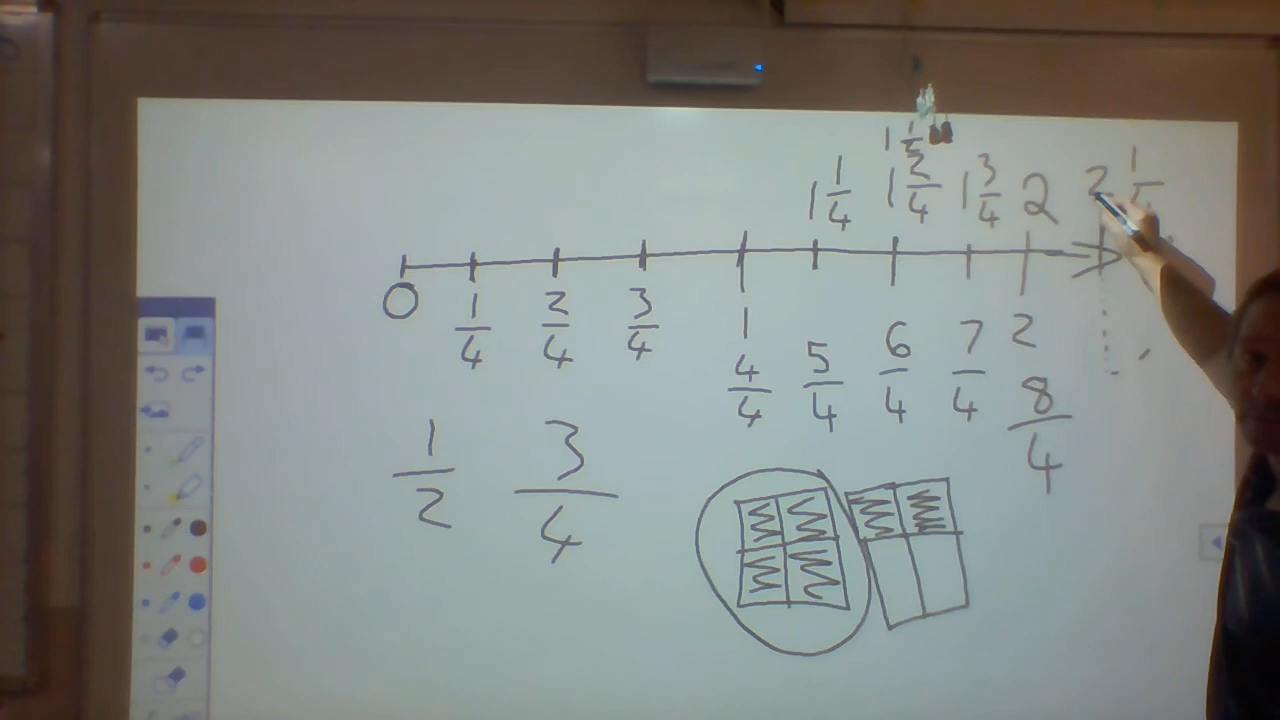 1 1/2
1 1/4 1 2/4 1 3/4 2 2
0 1/4 2/4 3/4 1 2
4/4 5/4 6/4 7/4 8/4
1/2 3/4